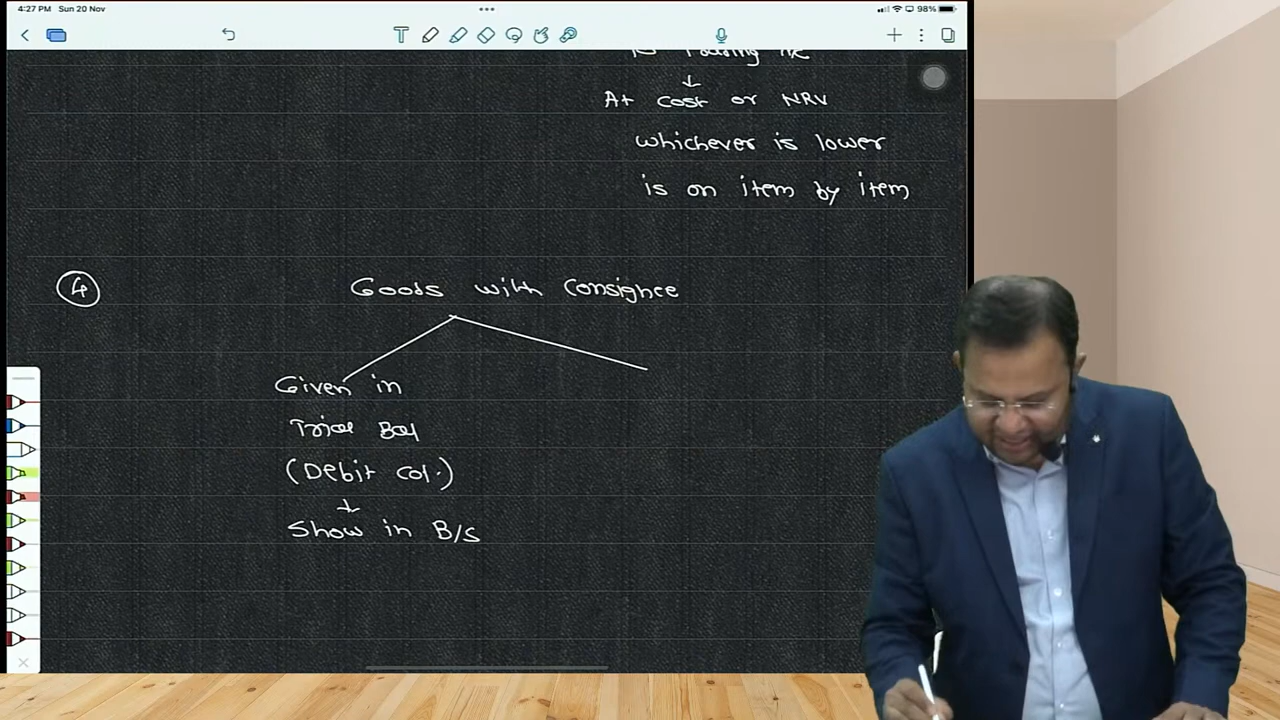 4:27 PM Sun 20 Nov
98%
At cost or NRV
whichever is lower
is on item by item
4 Goods with Consignee
Given in
Trial Bal
(Debit col.)
Show in B/S